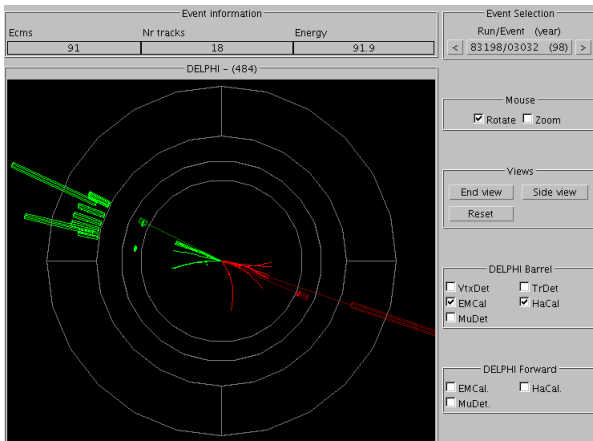 Event information
Ecms Nr tracks Energy
91 18 91.9
Event Selection
Run/Event (year)
< 83198/03032 (98) >
DELPHI - (484)
Mouse
Rotate Zoom
Views
End view Side view
Reset
DELPHI Barrel
VtxDet TrDet
EMCal HaCal
MuDet
DELPHI Forward
EMCal. HaCal.
MuDet.